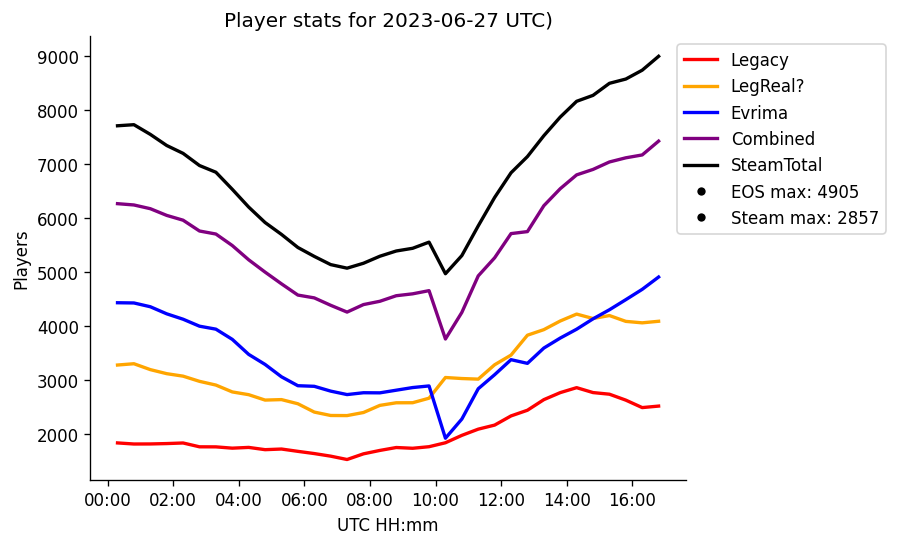 Player stats for 2023-06-27 UTC)
9000
8000
7000
6000
5000
4000
3000
2000
Players
00:00 02:00 04:00 06:00 08:00 10:00 12:00 14:00 16:00
UTC HH:mm
Legacy
LegReal?
Evrima
Combined
SteamTotal
EOS max: 4905
Steam max: 2857